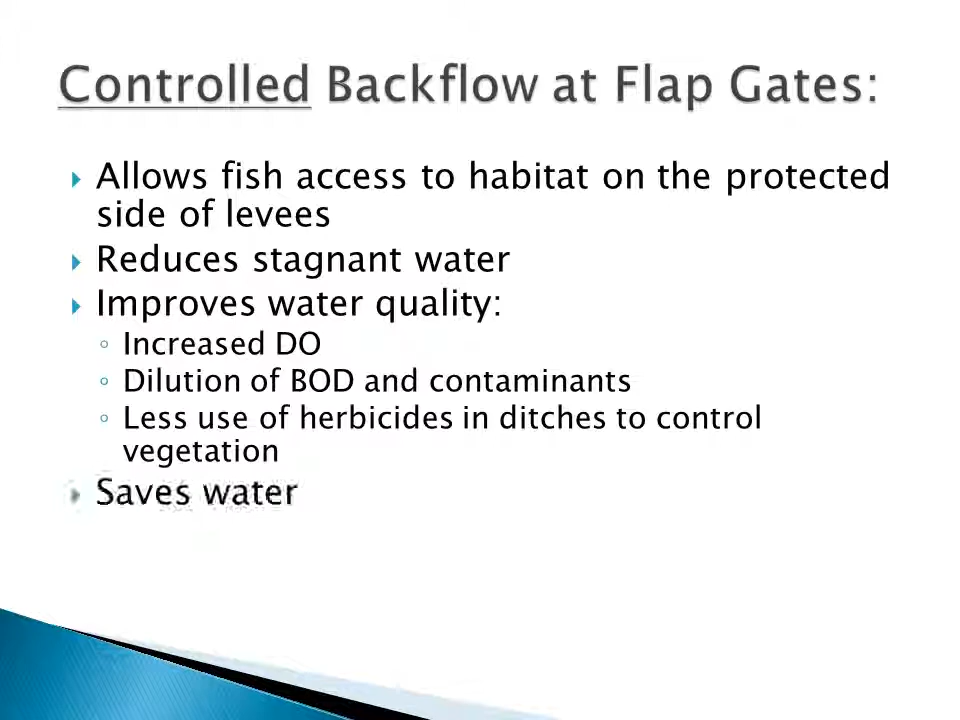 Controlled Backflow at Flap Gates:
Allows fish access to habitat on the protected
side of levees
Reduces stagnant water
Improves water quality:
Increased DO
Dilution of BOD and contaminants
Less use of herbicides in ditches to control
vegetation
Saves water